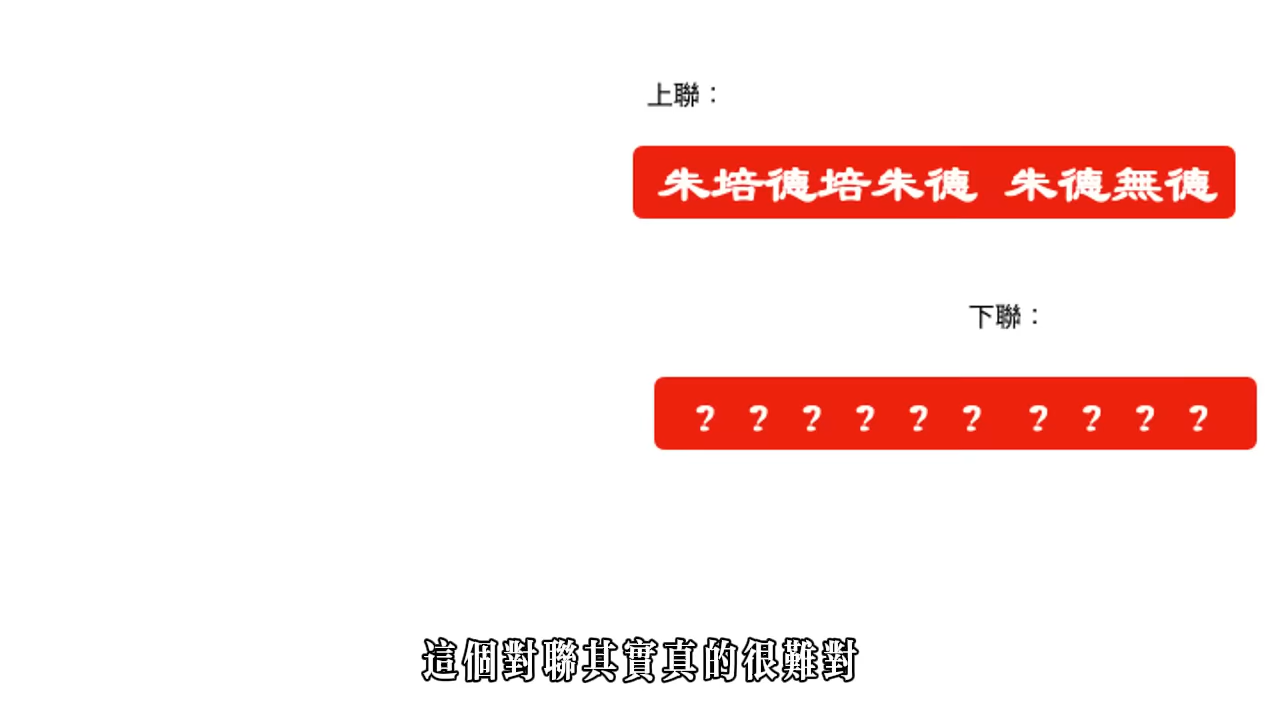 上聯：
朱培德培朱德 朱德無德
下聯：
？？？？？？ ？？？？
這個對聯其實真的很難對